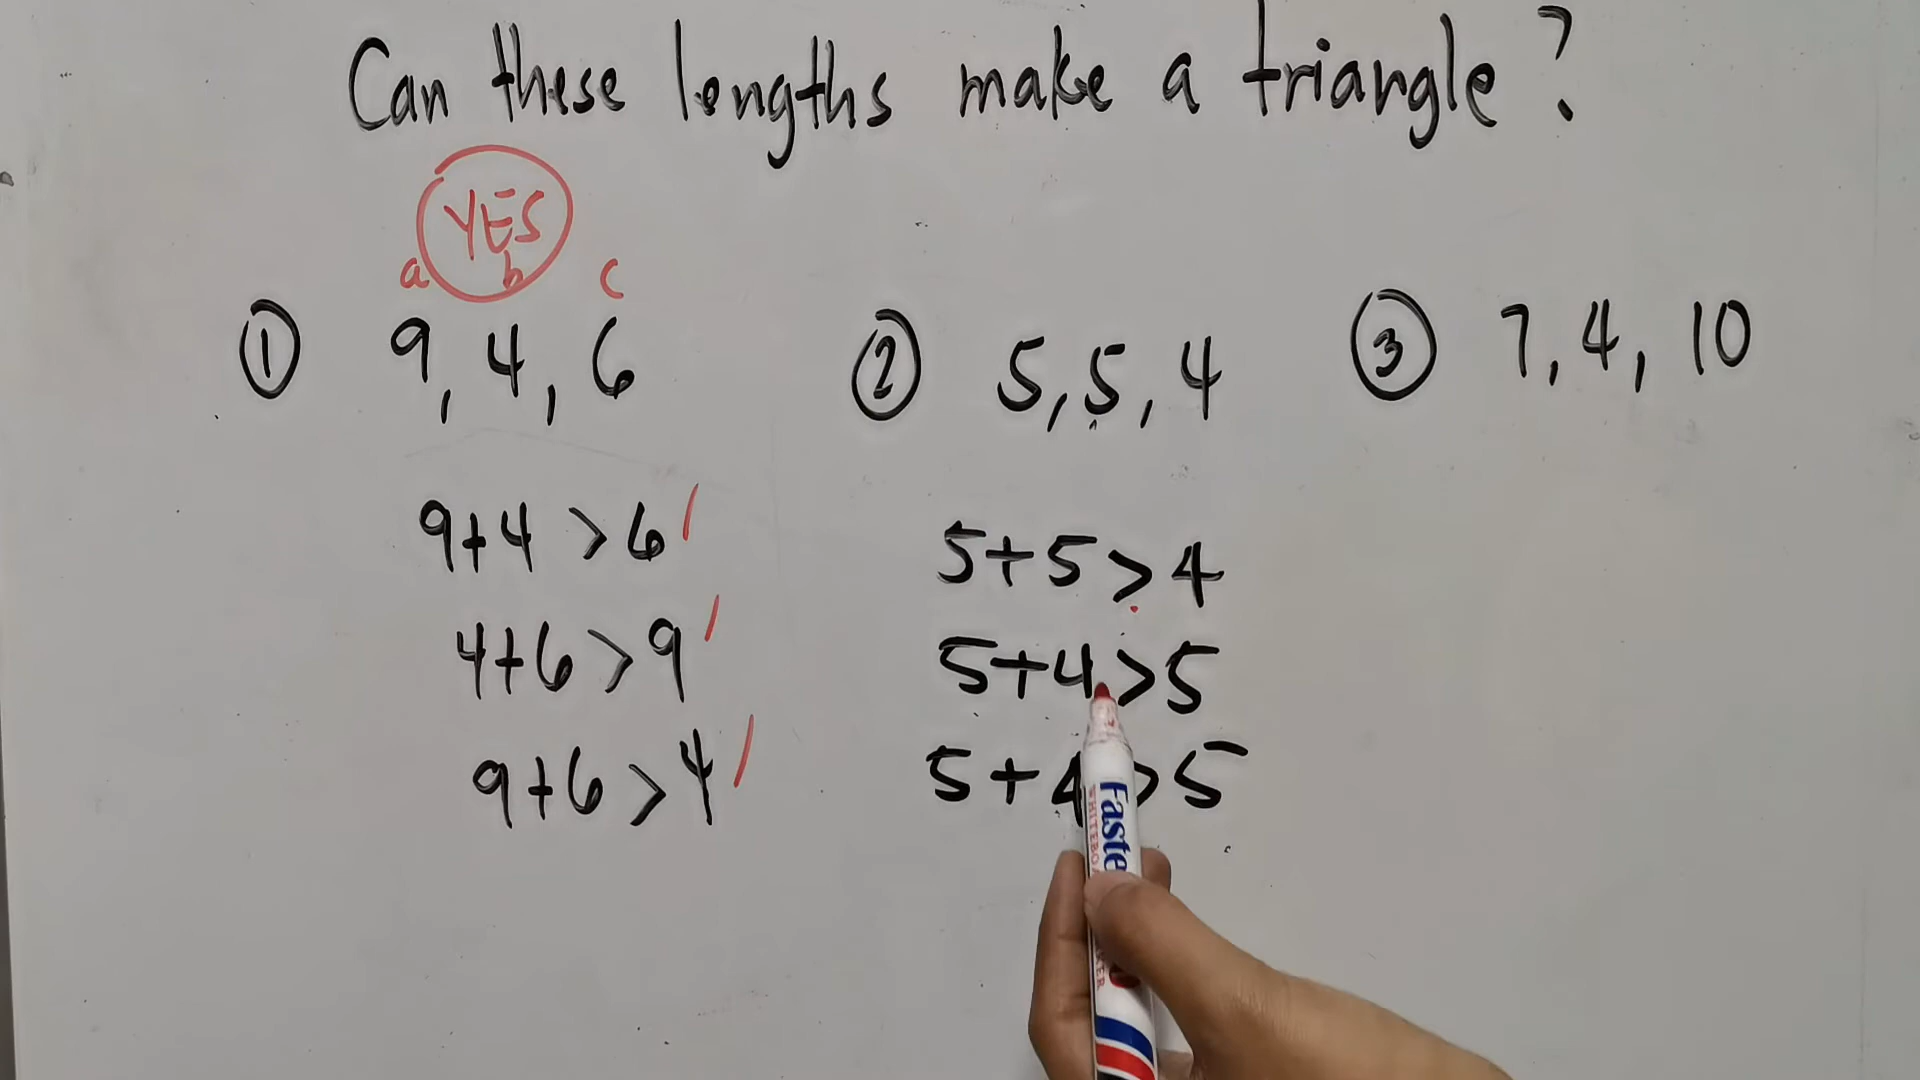 Can these lengths make a triangle?
YES
a b c
① 9, 4, 6
9+4 > 6
4+6 > 9
9+6 > 4
② 5, 5, 4
5+5 > 4
5+4 > 5
5+4 > 5
③ 7, 4, 10
Faste